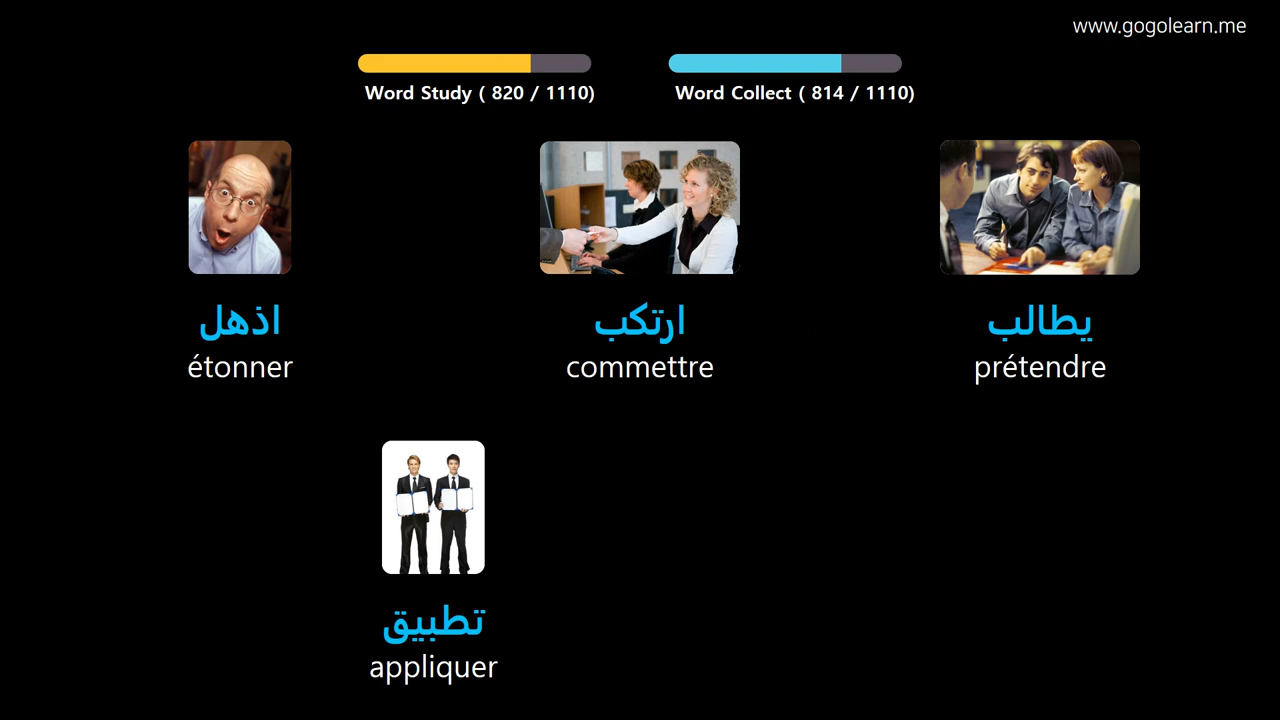 www.gogolearn.me
Word Study ( 820 / 1110)
Word Collect ( 814 / 1110)
اذهل
étonner
ارتكب
commettre
يطالب
prétendre
تطبيق
appliquer